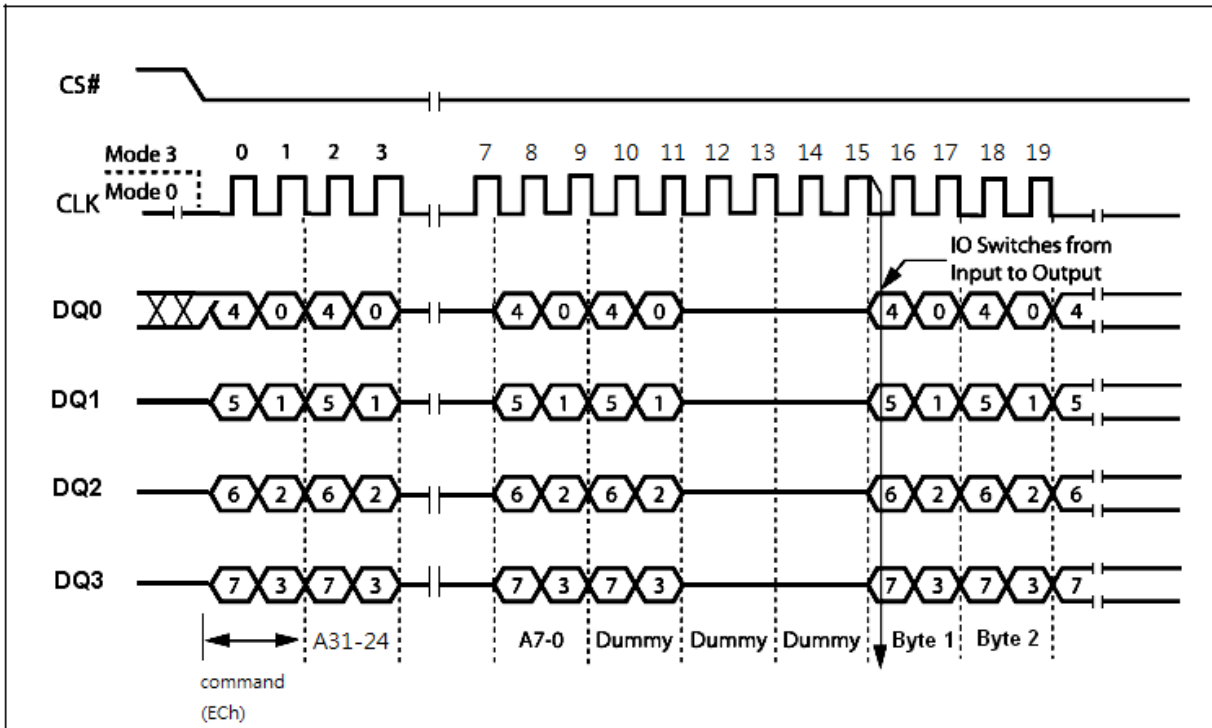 CS#
Mode 3
0 1 2 3 7 8 9 10 11 12 13 14 15 16 17 18 19
Mode 0
CLK
IO Switches from
Input to Output
DQ0 4 0 4 0 4 0 4 0 4 0 4 0 4
DQ1 5 1 5 1 5 1 5 1 5 1 5 1 5
DQ2 6 2 6 2 6 2 6 2 6 2 6 2 6
DQ3 7 3 7 3 7 3 7 3 7 3 7 3 7
A31-24 A7-0 Dummy Dummy Dummy Byte 1 Byte 2
command
(ECh)